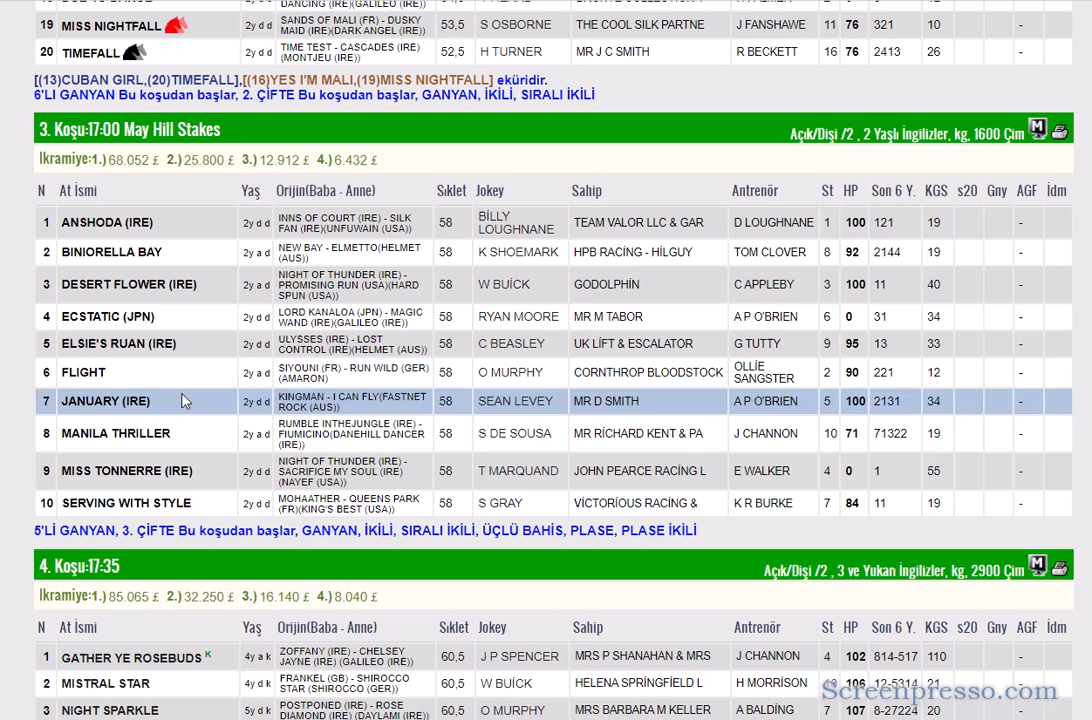 DANCING (IRE)(GALILEO (IRE))
19 MISS NIGHTFALL 2y d d SANDS OF MALI (FR) - DUSKY MAID (IRE)(DARK ANGEL (IRE)) 53,5 S OSBORNE THE COOL SILK PARTNE J FANSHAWE 11 76 321 10 -
20 TIMEFALL 2y d d TIME TEST - CASCADES (IRE)(MONTJEU (IRE)) 52,5 H TURNER MR J C SMITH R BECKETT 16 76 2413 26 -
[(13)CUBAN GIRL,(20)TIMEFALL],[(16)YES I'M MALI,(19)MISS NIGHTFALL] eküridir.
6'LI GANYAN Bu koşudan başlar, 2. ÇİFTE Bu koşudan başlar, GANYAN, İKİLİ, SIRALI İKİLİ
3. Koşu:17:00 May Hill Stakes Açık/Dişi /2 , 2 Yaşlı İngilizler, kg, 1600 Çim M
Ikramiye:1.) 68.052 £ 2.) 25.800 £ 3.) 12.912 £ 4.) 6.432 £
N At İsmi Yaş Orijin(Baba - Anne) Sıklet Jokey Sahip Antrenör St HP Son 6 Y. KGS s20 Gny AGF İdm
1 ANSHODA (IRE) 2y d d INNS OF COURT (IRE) - SILK FAN (IRE)(UNFUWAIN (USA)) 58 BİLLY LOUGHNANE TEAM VALOR LLC & GAR D LOUGHNANE 1 100 121 19 -
2 BINIORELLA BAY 2y a d NEW BAY - ELMETTO(HELMET (AUS)) 58 K SHOEMARK HPB RACİNG - HİLGUY TOM CLOVER 8 92 2144 19 -
3 DESERT FLOWER (IRE) 2y a d NIGHT OF THUNDER (IRE) - PROMISING RUN (USA)(HARD SPUN (USA)) 58 W BUİCK GODOLPHİN C APPLEBY 3 100 11 40 -
4 ECSTATIC (JPN) 2y d d LORD KANALOA (JPN) - MAGIC WAND (IRE)(GALILEO (IRE)) 58 RYAN MOORE MR M TABOR A P O'BRIEN 6 0 31 34 -
5 ELSIE'S RUAN (IRE) 2y d d ULYSSES (IRE) - LOST CONTROL (IRE)(HELMET (AUS)) 58 C BEASLEY UK LİFT & ESCALATOR G TUTTY 9 95 13 33 -
6 FLIGHT 2y a d SIYOUNI (FR) - RUN WILD (GER)(AMARON) 58 O MURPHY CORNTHROP BLOODSTOCK OLLİE SANGSTER 2 90 221 12 -
7 JANUARY (IRE) 2y d d KINGMAN - I CAN FLY(FASTNET ROCK (AUS)) 58 SEAN LEVEY MR D SMITH A P O'BRIEN 5 100 2131 34 -
8 MANILA THRILLER 2y a d RUMBLE INTHEJUNGLE (IRE) - FIUMICINO(DANEHILL DANCER (IRE)) 58 S DE SOUSA MR RİCHARD KENT & PA J CHANNON 10 71 71322 19 -
9 MISS TONNERRE (IRE) 2y d d NIGHT OF THUNDER (IRE) - SACRIFICE MY SOUL (IRE)(NAYEF (USA)) 58 T MARQUAND JOHN PEARCE RACİNG L E WALKER 4 0 1 55 -
10 SERVING WITH STYLE 2y d d MOHAATHER - QUEENS PARK (FR)(KING'S BEST (USA)) 58 S GRAY VİCTORİOUS RACİNG & K R BURKE 7 84 11 19 -
5'Lİ GANYAN, 3. ÇİFTE Bu koşudan başlar, GANYAN, İKİLİ, SIRALI İKİLİ, ÜÇLÜ BAHİS, PLASE, PLASE İKİLİ
4. Koşu:17:35 Açık/Dişi /2 , 3 ve Yukarı İngilizler, kg, 2900 Çim M
Ikramiye:1.) 85.065 £ 2.) 32.250 £ 3.) 16.140 £ 4.) 8.040 £
N At İsmi Yaş Orijin(Baba - Anne) Sıklet Jokey Sahip Antrenör St HP Son 6 Y. KGS s20 Gny AGF İdm
1 GATHER YE ROSEBUDS K 4y a k ZOFFANY (IRE) - CHELSEY JAYNE (IRE)(GALILEO (IRE)) 60,5 J P SPENCER MRS P SHANAHAN & MRS J CHANNON 4 102 814-517 110 -
2 MISTRAL STAR 4y d k FRANKEL (GB) - SHIROCCO STAR (SHIROCCO (GER)) 60,5 W BUİCK HELENA SPRİNGFİELD L H MORRİSON 106 12-5314 21
3 NIGHT SPARKLE 5y d k POSTPONED (IRE) - ROSE DIAMOND (IRE)(DAYLAMI (IRE)) 60,5 O MURPHY MRS BARBARA M KELLER A BALDİNG 7 107 8-27224 20
Screenpresso.com